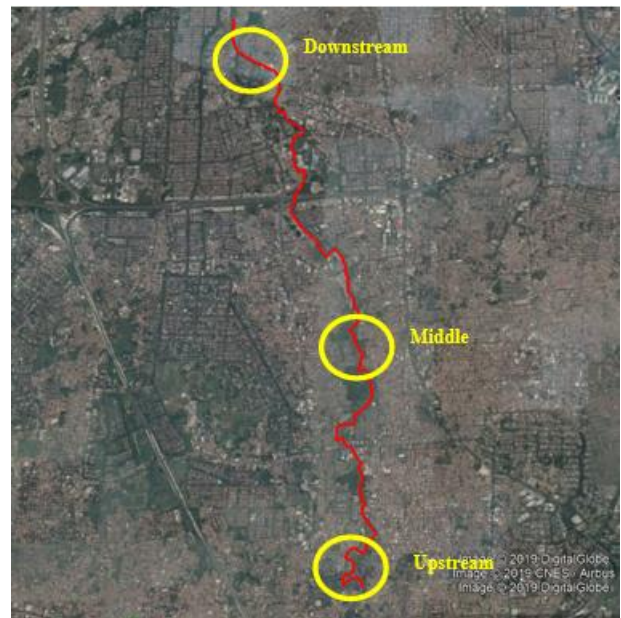 Downstream
Middle
Upstream
Image © 2019 DigitalGlobe
Image © 2019 CNES / Airbus
Image © 2019 DigitalGlobe